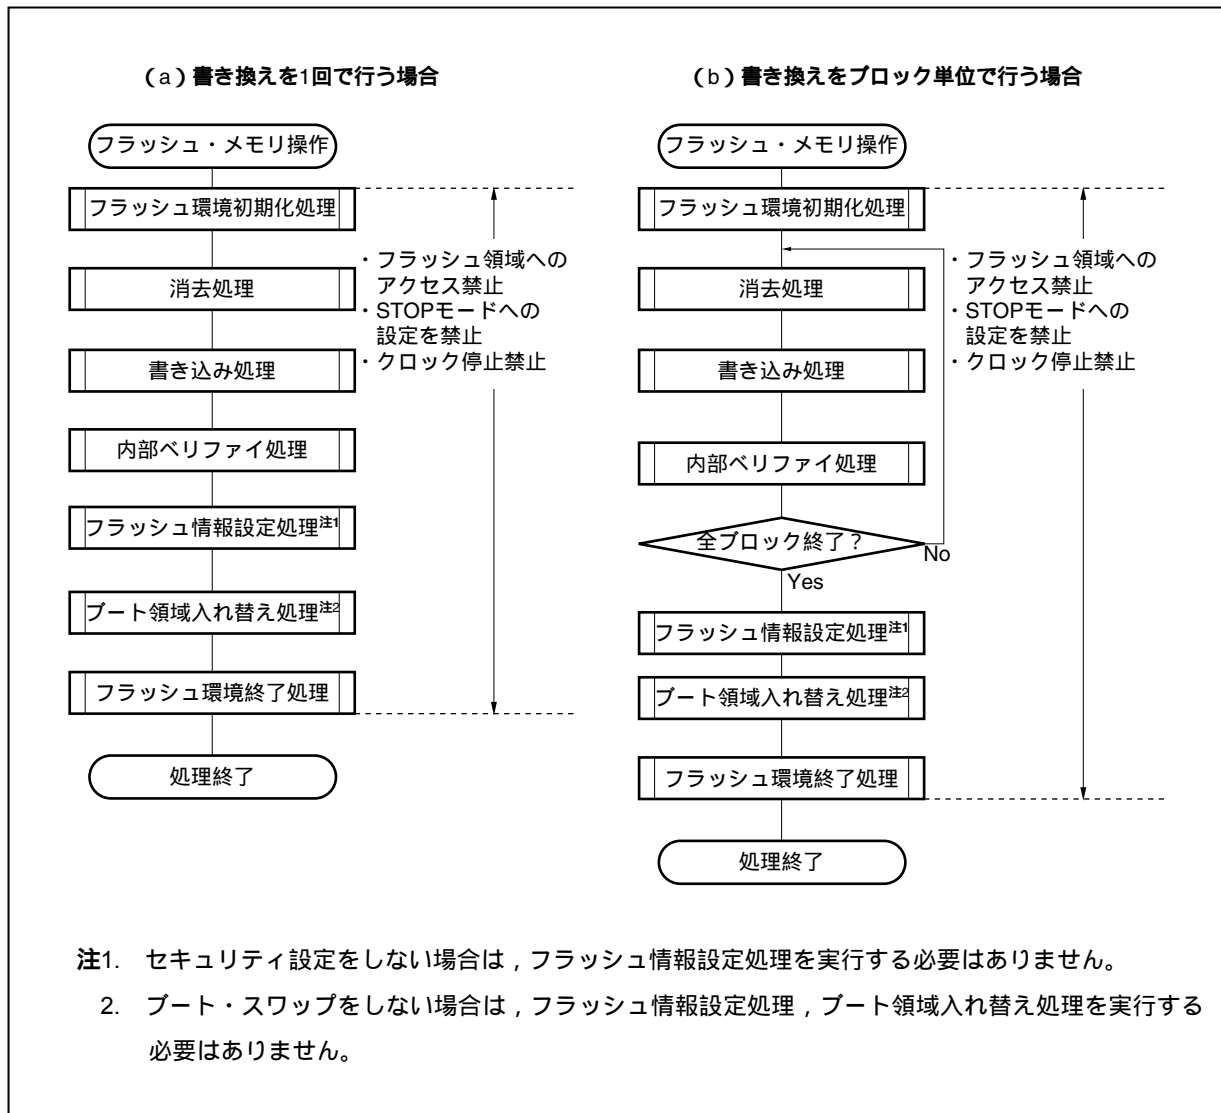 （a）書き換えを1回で行う場合
フラッシュ・メモリ操作
フラッシュ環境初期化処理
消去処理
書き込み処理
内部ベリファイ処理
フラッシュ情報設定処理注1
ブート領域入れ替え処理注2
フラッシュ環境終了処理
処理終了
・フラッシュ領域への
アクセス禁止
・STOPモードへの
設定を禁止
・クロック停止禁止
（b）書き換えをブロック単位で行う場合
フラッシュ・メモリ操作
フラッシュ環境初期化処理
消去処理
書き込み処理
内部ベリファイ処理
全ブロック終了？
No
Yes
フラッシュ情報設定処理注1
ブート領域入れ替え処理注2
フラッシュ環境終了処理
処理終了
・フラッシュ領域への
アクセス禁止
・STOPモードへの
設定を禁止
・クロック停止禁止
注1. セキュリティ設定をしない場合は，フラッシュ情報設定処理を実行する必要はありません。
2. ブート・スワップをしない場合は，フラッシュ情報設定処理，ブート領域入れ替え処理を実行する
必要はありません。